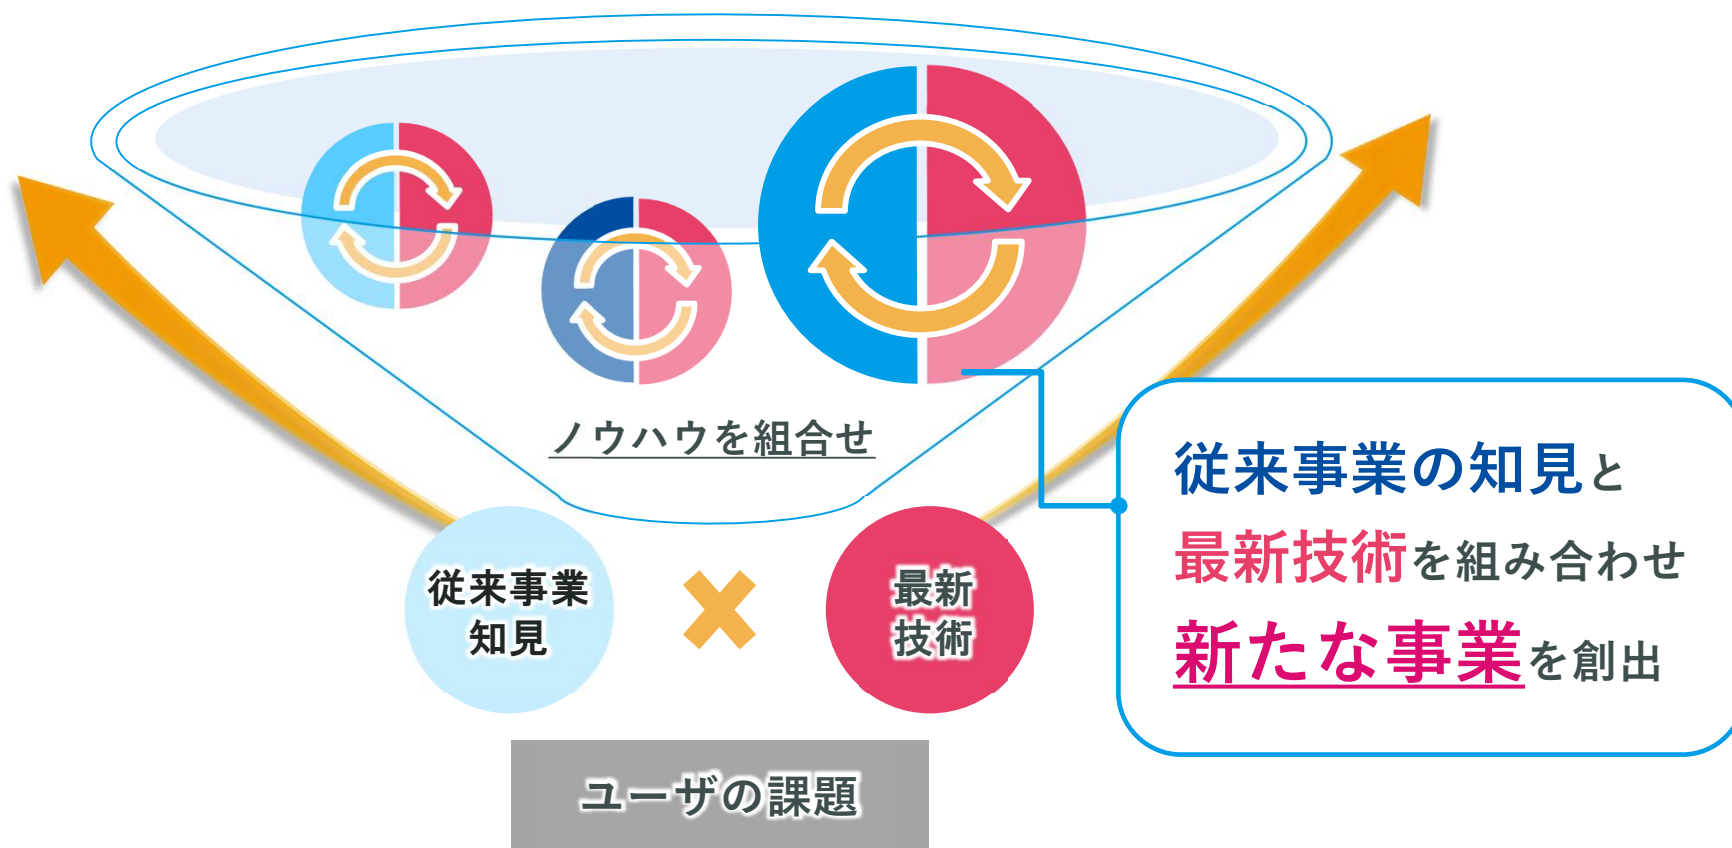 ノウハウを組合せ
従来事業
知見
最新
技術
従来事業の知見と
最新技術を組み合わせ
新たな事業を創出
ユーザの課題